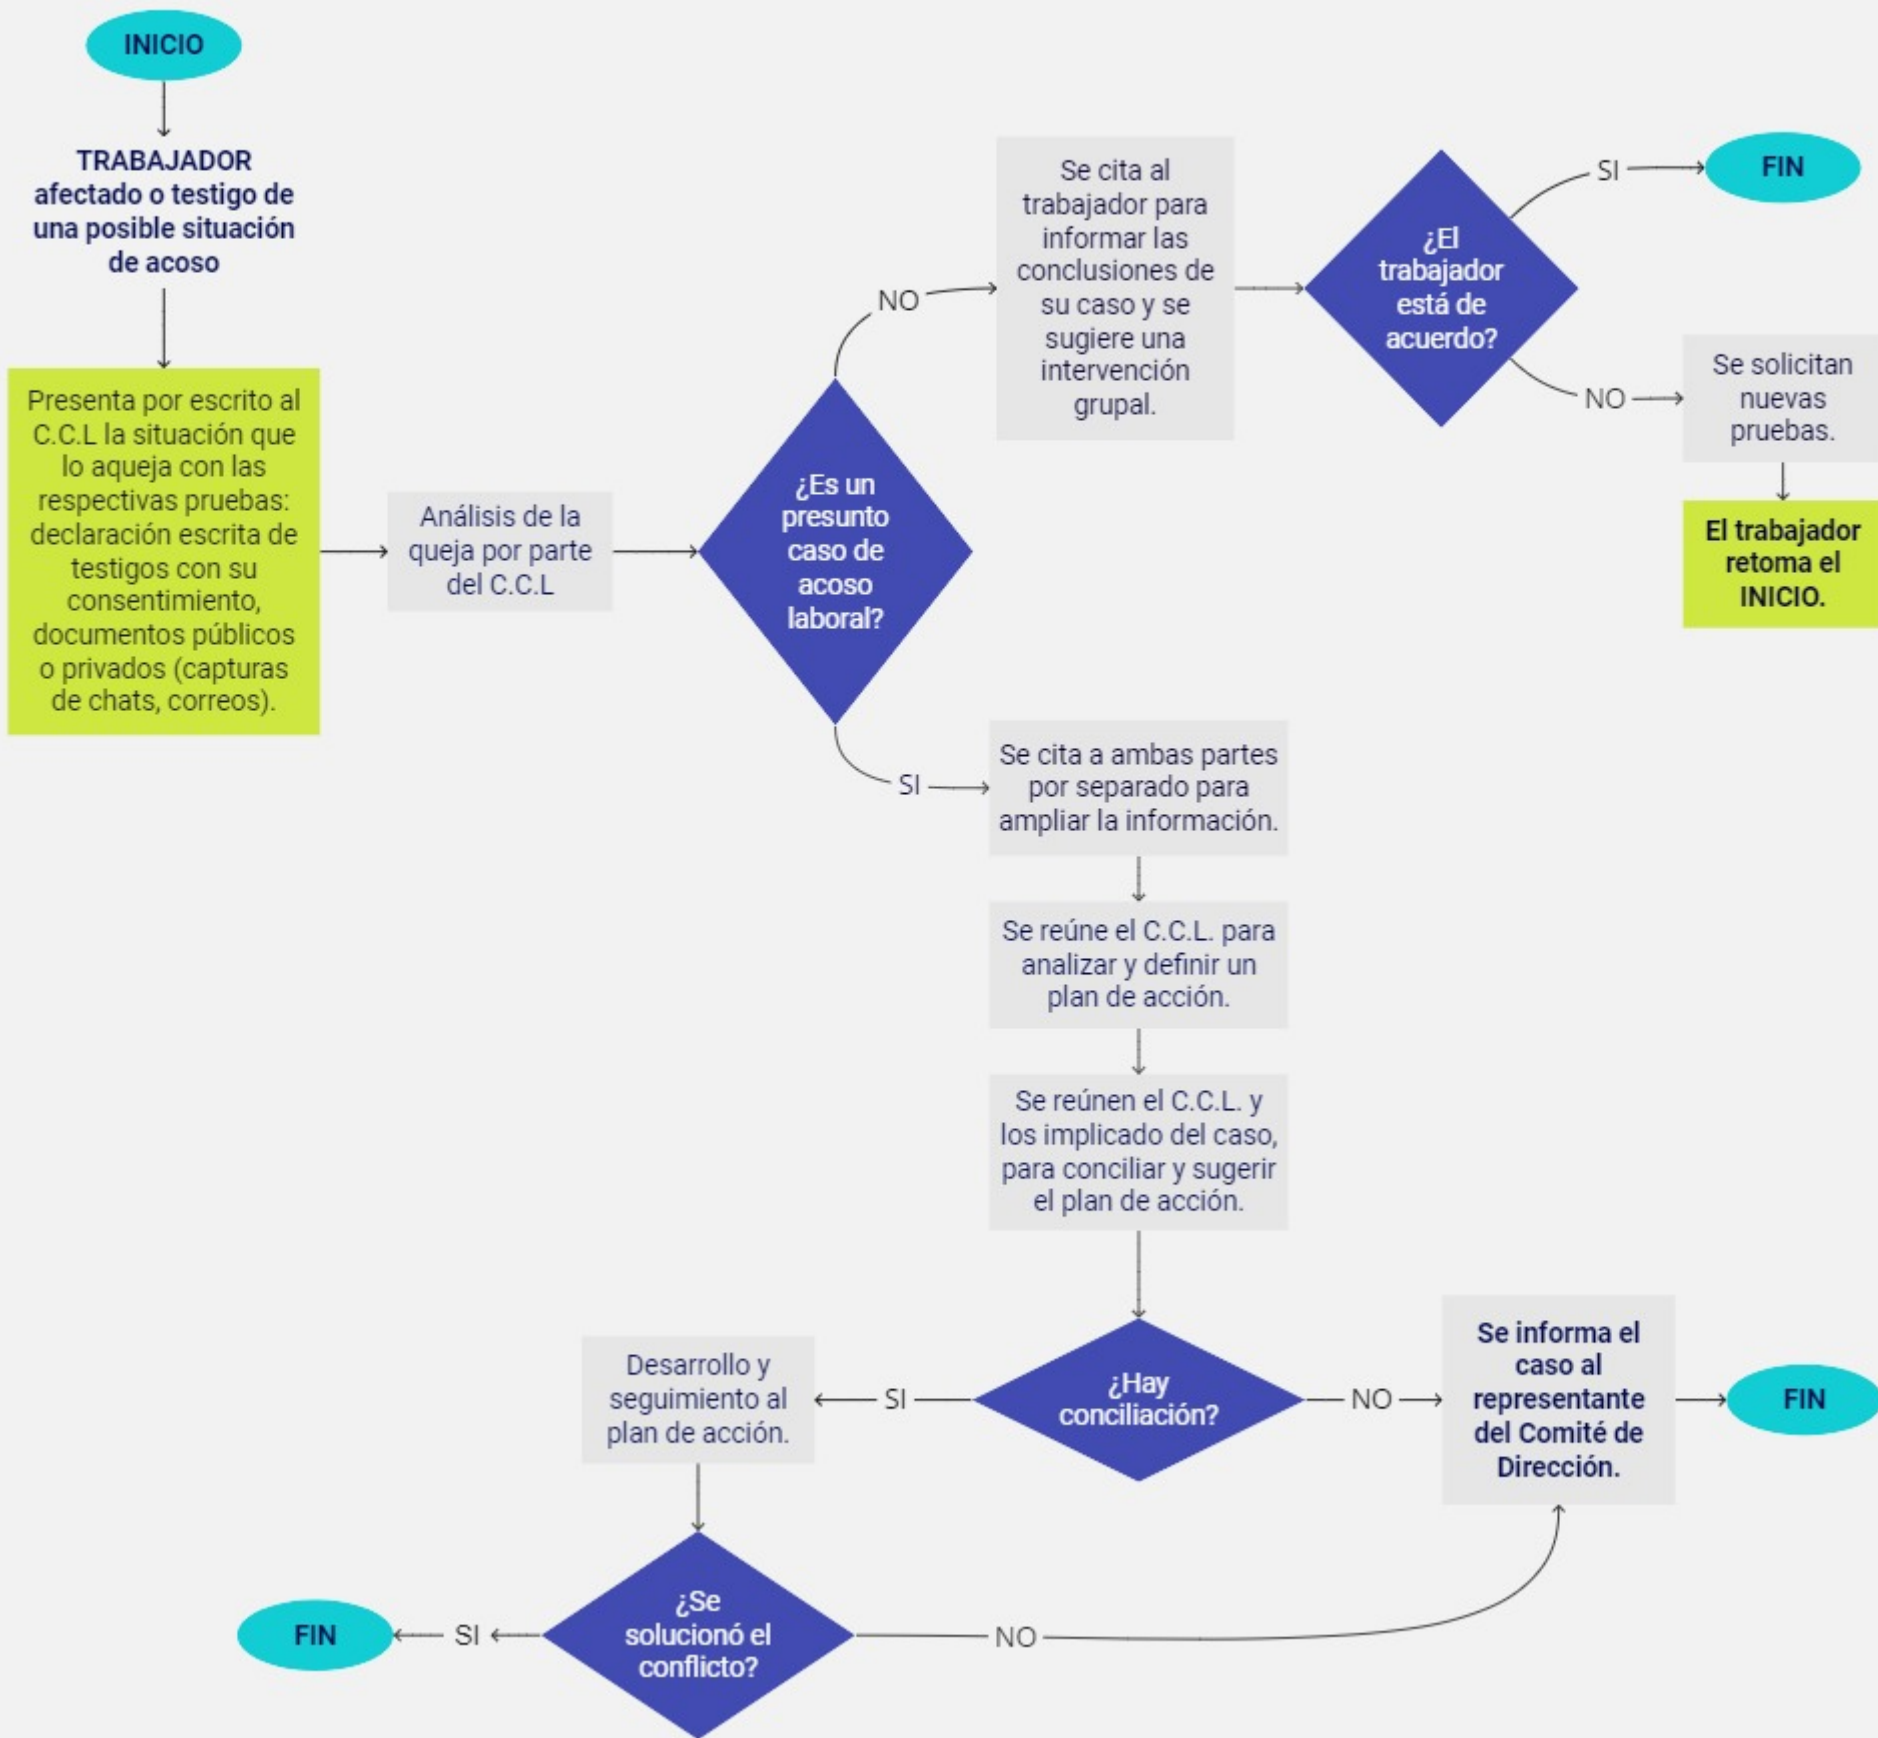 INICIO
TRABAJADOR
afectado o testigo de
una posible situación
de acoso
Presenta por escrito al
C.C.L la situación que
lo aqueja con las
respectivas pruebas:
declaración escrita de
testigos con su
consentimiento,
documentos públicos
o privados (capturas
de chats, correos).
Análisis de la
queja por parte
del C.C.L
¿Es un
presunto
caso de
acoso
laboral?
NO
Se cita al
trabajador para
informar las
conclusiones de
su caso y se
sugiere una
intervención
grupal.
¿El
trabajador
está de
acuerdo?
SI
FIN
NO
Se solicitan
nuevas
pruebas.
El trabajador
retoma el
INICIO.
SI
Se cita a ambas partes
por separado para
ampliar la información.
Se reúne el C.C.L. para
analizar y definir un
plan de acción.
Se reúnen el C.C.L. y
los implicado del caso,
para conciliar y sugerir
el plan de acción.
¿Hay
conciliación?
NO
Se informa el
caso al
representante
del Comité de
Dirección.
FIN
SI
Desarrollo y
seguimiento al
plan de acción.
¿Se
solucionó el
conflicto?
SI
FIN
NO